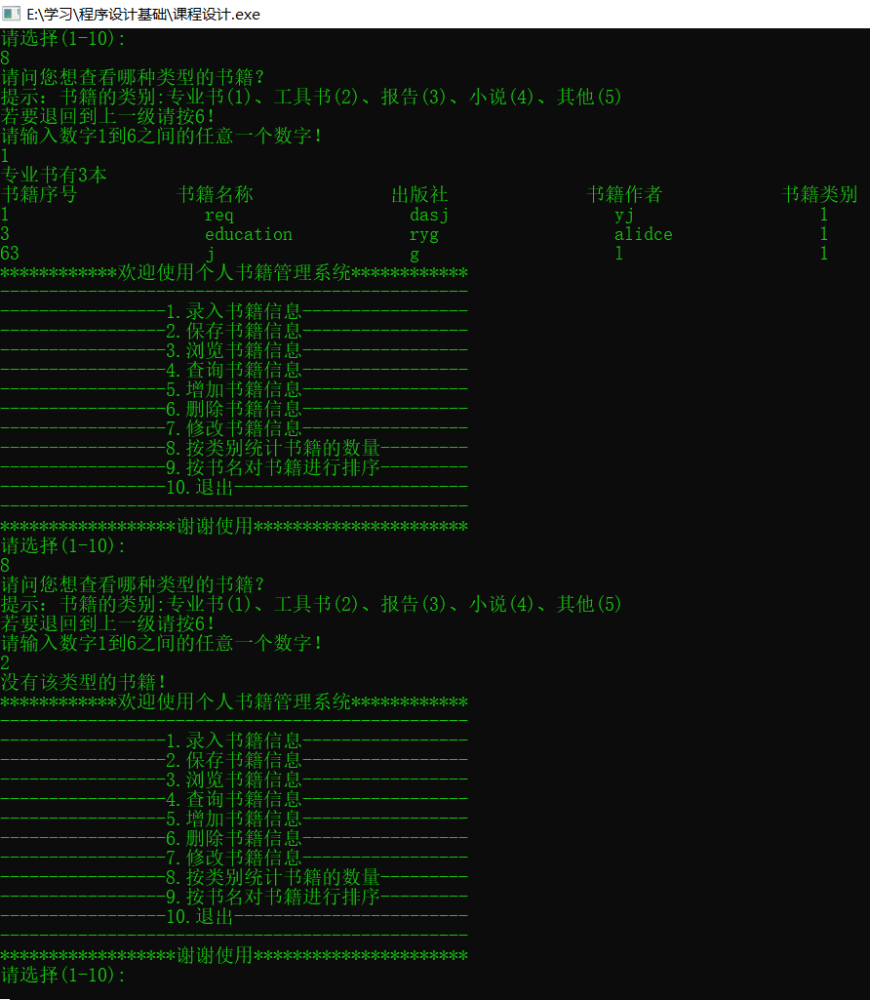 E:\学习\程序设计基础\课程设计.exe
请选择(1-10):
8
请问您想查看哪种类型的书籍?
提示: 书籍的类别:专业书(1)、工具书(2)、报告(3)、小说(4)、其他(5)
若要退回到上一级请按6!
请输入数字1到6之间的任意一个数字!
1
专业书有3本
书籍序号 书籍名称 出版社 书籍作者 书籍类别
1 req dasj yj 1
3 education ryg alidce 1
63 j g l 1
************欢迎使用个人书籍管理系统************
------------------------------------------------
-----------------1.录入书籍信息-----------------
-----------------2.保存书籍信息-----------------
-----------------3.浏览书籍信息-----------------
-----------------4.查询书籍信息-----------------
-----------------5.增加书籍信息-----------------
-----------------6.删除书籍信息-----------------
-----------------7.修改书籍信息-----------------
-----------------8.按类别统计书籍的数量---------
-----------------9.按书名对书籍进行排序---------
-----------------10.退出------------------------
------------------------------------------------
******************谢谢使用**********************
请选择(1-10):
8
请问您想查看哪种类型的书籍?
提示: 书籍的类别:专业书(1)、工具书(2)、报告(3)、小说(4)、其他(5)
若要退回到上一级请按6!
请输入数字1到6之间的任意一个数字!
2
没有该类型的书籍!
************欢迎使用个人书籍管理系统************
------------------------------------------------
-----------------1.录入书籍信息-----------------
-----------------2.保存书籍信息-----------------
-----------------3.浏览书籍信息-----------------
-----------------4.查询书籍信息-----------------
-----------------5.增加书籍信息-----------------
-----------------6.删除书籍信息-----------------
-----------------7.修改书籍信息-----------------
-----------------8.按类别统计书籍的数量---------
-----------------9.按书名对书籍进行排序---------
-----------------10.退出------------------------
------------------------------------------------
******************谢谢使用**********************
请选择(1-10):